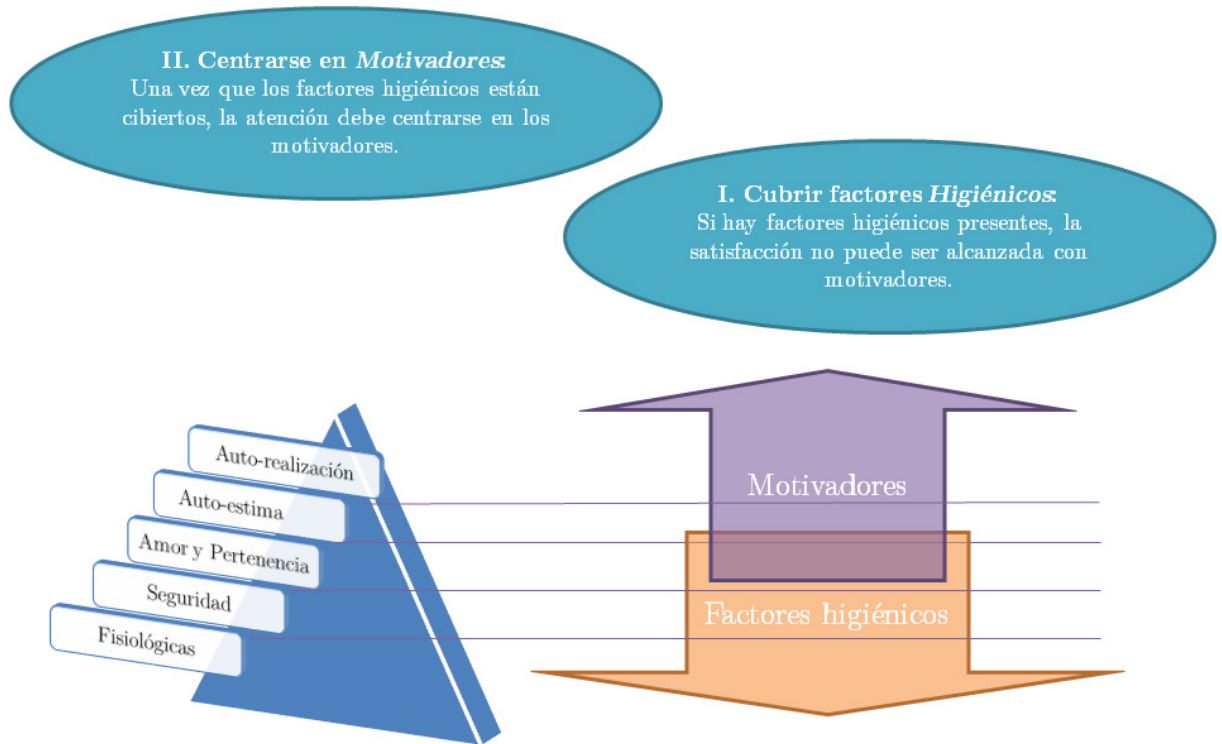 II. Centrarse en Motivadores:
Una vez que los factores higiénicos están
cibiertos, la atención debe centrarse en los
motivadores.
I. Cubrir factores Higiénicos:
Si hay factores higiénicos presentes, la
satisfacción no puede ser alcanzada con
motivadores.
Auto-realización
Auto-estima
Amor y Pertenencia
Seguridad
Fisiológicas
Motivadores
Factores higiénicos